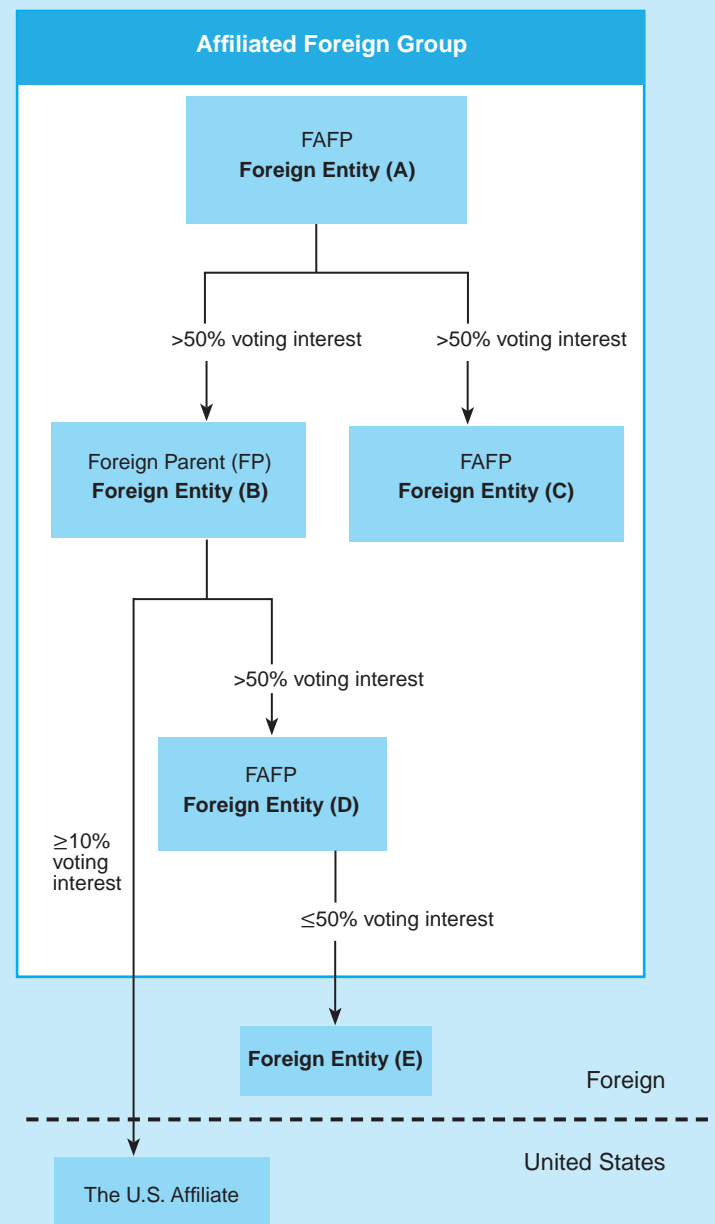 Affiliated Foreign Group
FAFP
Foreign Entity (A)
>50% voting interest
>50% voting interest
Foreign Parent (FP)
Foreign Entity (B)
FAFP
Foreign Entity (C)
>50% voting interest
FAFP
Foreign Entity (D)
≥10%
voting
interest
≤50% voting interest
Foreign Entity (E)
Foreign
United States
The U.S. Affiliate